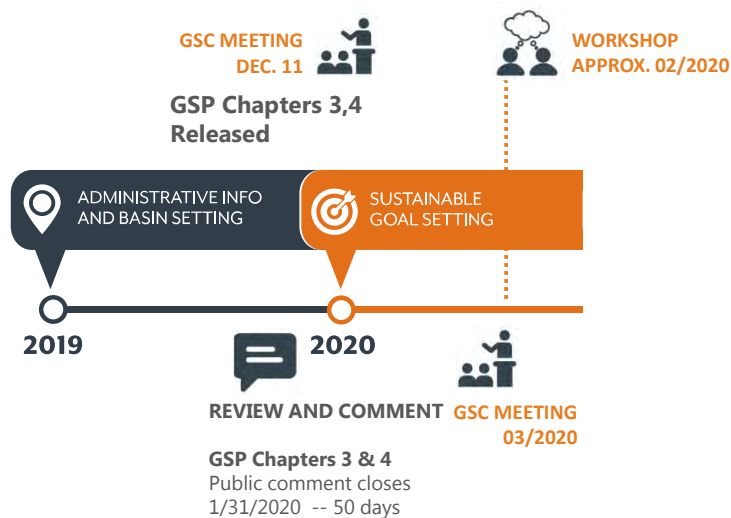 GSC MEETING
DEC. 11
WORKSHOP
APPROX. 02/2020
GSP Chapters 3,4
Released
ADMINISTRATIVE INFO
AND BASIN SETTING
SUSTAINABLE
GOAL SETTING
2019
2020
REVIEW AND COMMENT
GSC MEETING
03/2020
GSP Chapters 3 & 4
Public comment closes
1/31/2020 -- 50 days